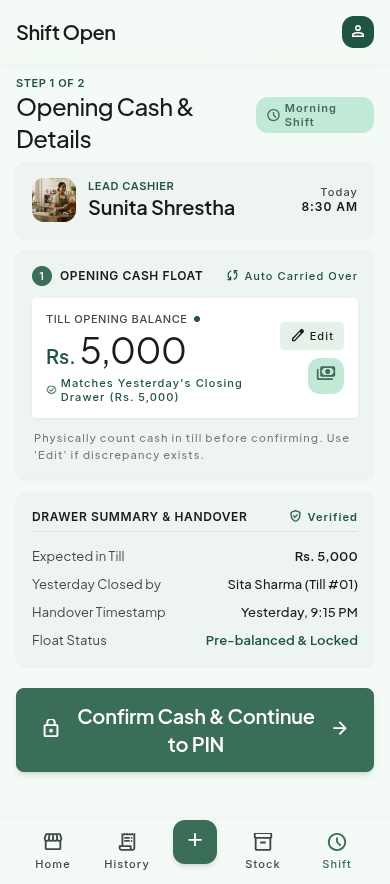 Shift Open
STEP 1 OF 2
Opening Cash &
Details
Morning
Shift
LEAD CASHIER
Sunita Shrestha
Today
8:30 AM
1 OPENING CASH FLOAT
Auto Carried Over
TILL OPENING BALANCE
Rs. 5,000
Matches Yesterday's Closing
Drawer (Rs. 5,000)
Edit
Physically count cash in till before confirming. Use
'Edit' if discrepancy exists.
DRAWER SUMMARY & HANDOVER
Verified
Expected in Till Rs. 5,000
Yesterday Closed by Sita Sharma (Till #01)
Handover Timestamp Yesterday, 9:15 PM
Float Status Pre-balanced & Locked
Confirm Cash & Continue
to PIN
Home History + Stock Shift